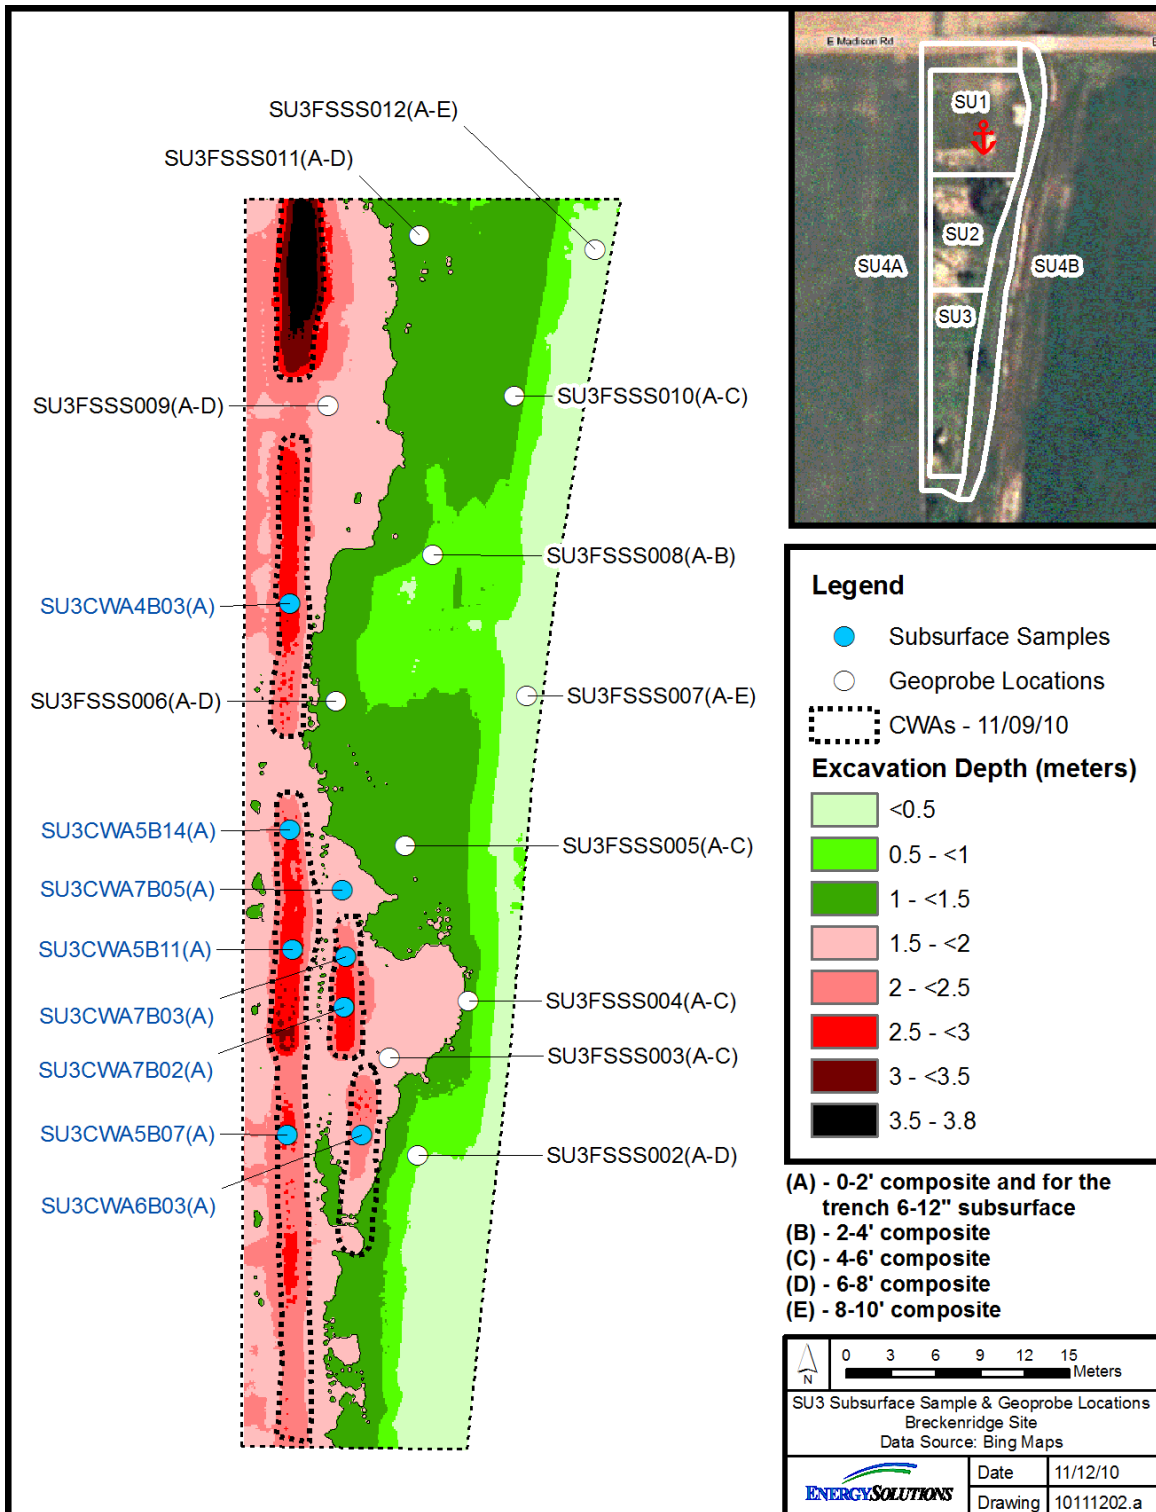 SU3FSSS012(A-E)
SU3FSSS011(A-D)
SU3FSSS009(A-D)
SU3FSSS010(A-C)
SU3FSSS008(A-B)
SU3CWA4B03(A)
SU3FSSS006(A-D)
SU3FSSS007(A-E)
SU3CWA5B14(A)
SU3FSSS005(A-C)
SU3CWA7B05(A)
SU3CWA5B11(A)
SU3FSSS004(A-C)
SU3CWA7B03(A)
SU3FSSS003(A-C)
SU3CWA7B02(A)
SU3CWA5B07(A)
SU3FSSS002(A-D)
SU3CWA6B03(A)
E Madison Rd
E
SU1
SU2
SU4A
SU4B
SU3
Legend
Subsurface Samples
Geoprobe Locations
CWAs - 11/09/10
Excavation Depth (meters)
<0.5
0.5 - <1
1 - <1.5
1.5 - <2
2 - <2.5
2.5 - <3
3 - <3.5
3.5 - 3.8
(A) - 0-2' composite and for the
trench 6-12" subsurface
(B) - 2-4' composite
(C) - 4-6' composite
(D) - 6-8' composite
(E) - 8-10' composite
N
0 3 6 9 12 15
Meters
SU3 Subsurface Sample & Geoprobe Locations
Breckenridge Site
Data Source: Bing Maps
ENERGYSOLUTIONS
Date 11/12/10
Drawing 10111202.a